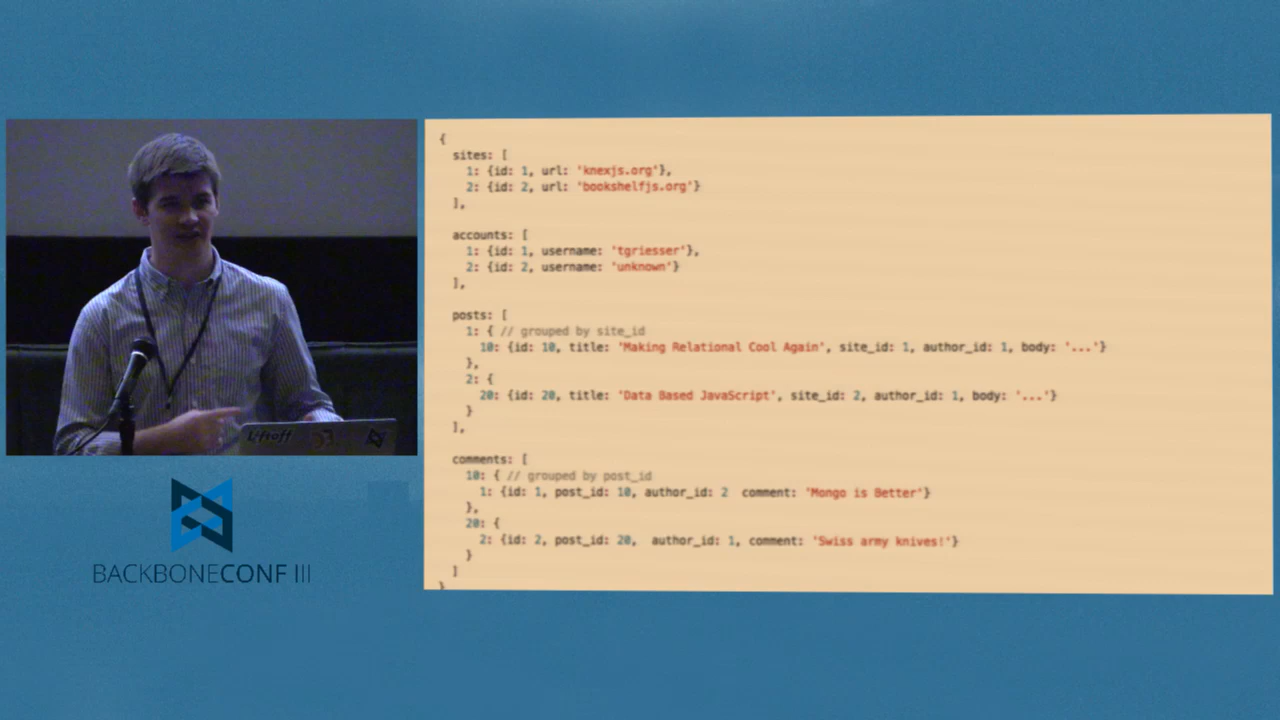 {
sites: [
1: {id: 1, url: 'knexjs.org'},
2: {id: 2, url: 'bookshelfjs.org'}
],
accounts: [
1: {id: 1, username: 'tgriesser'},
2: {id: 2, username: 'unknown'}
],
posts: [
1: { // grouped by site_id
10: {id: 10, title: 'Making Relational Cool Again', site_id: 1, author_id: 1, body: '...'}
},
2: {
20: {id: 20, title: 'Data Based JavaScript', site_id: 2, author_id: 1, body: '...'}
}
],
comments: [
10: { // grouped by post_id
1: {id: 1, post_id: 10, author_id: 2  comment: 'Mongo is Better'}
},
20: {
2: {id: 2, post_id: 20,  author_id: 1, comment: 'Swiss army knives!'}
}
]
}
Liftoff
BACKBONECONF III